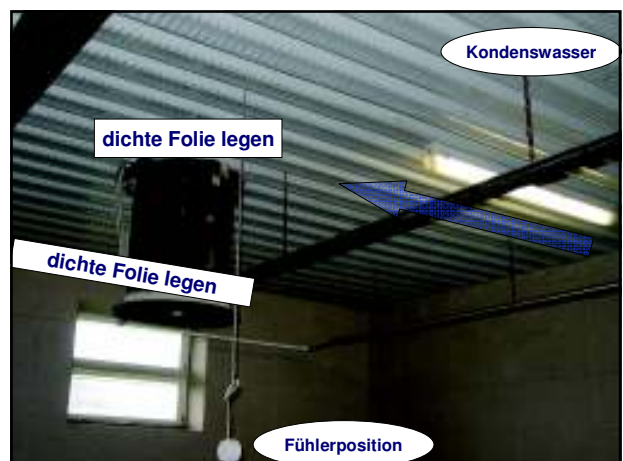 Kondenswasser
dichte Folie legen
dichte Folie legen
Fühlerposition